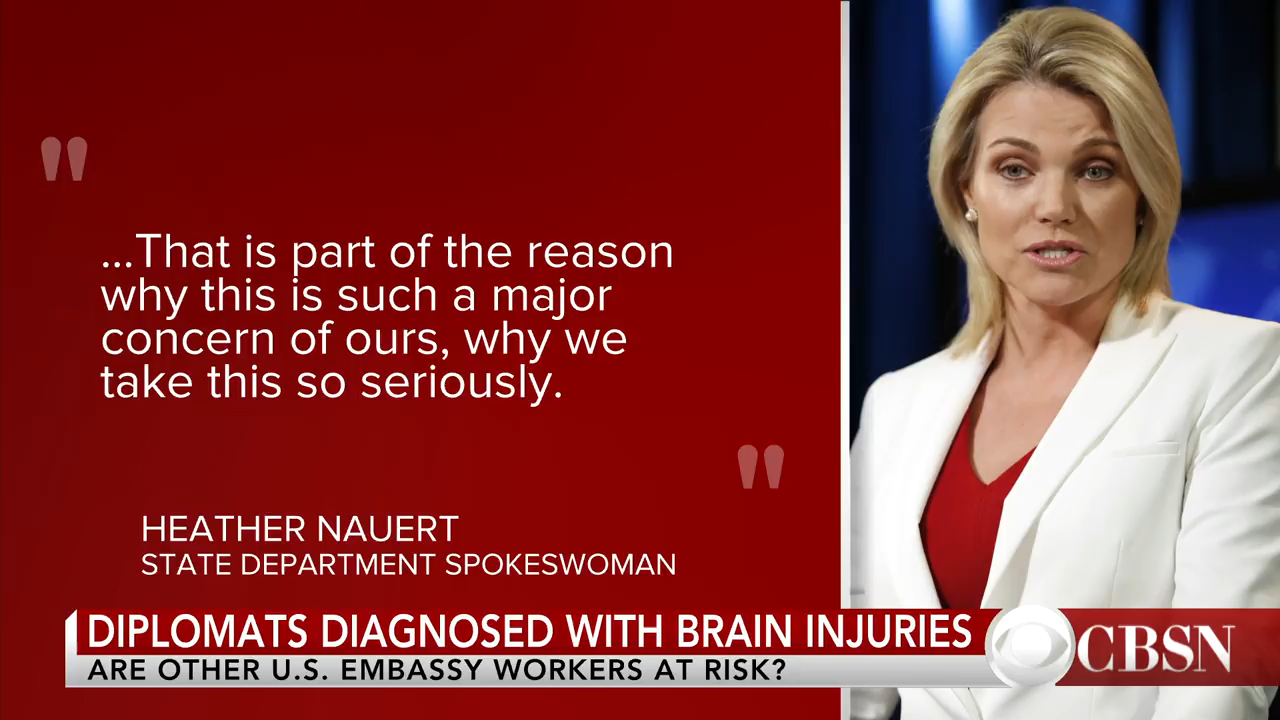 "
...That is part of the reason
why this is such a major
concern of ours, why we
take this so seriously.
"
HEATHER NAUERT
STATE DEPARTMENT SPOKESWOMAN
DIPLOMATS DIAGNOSED WITH BRAIN INJURIES
ARE OTHER U.S. EMBASSY WORKERS AT RISK?
CBSN